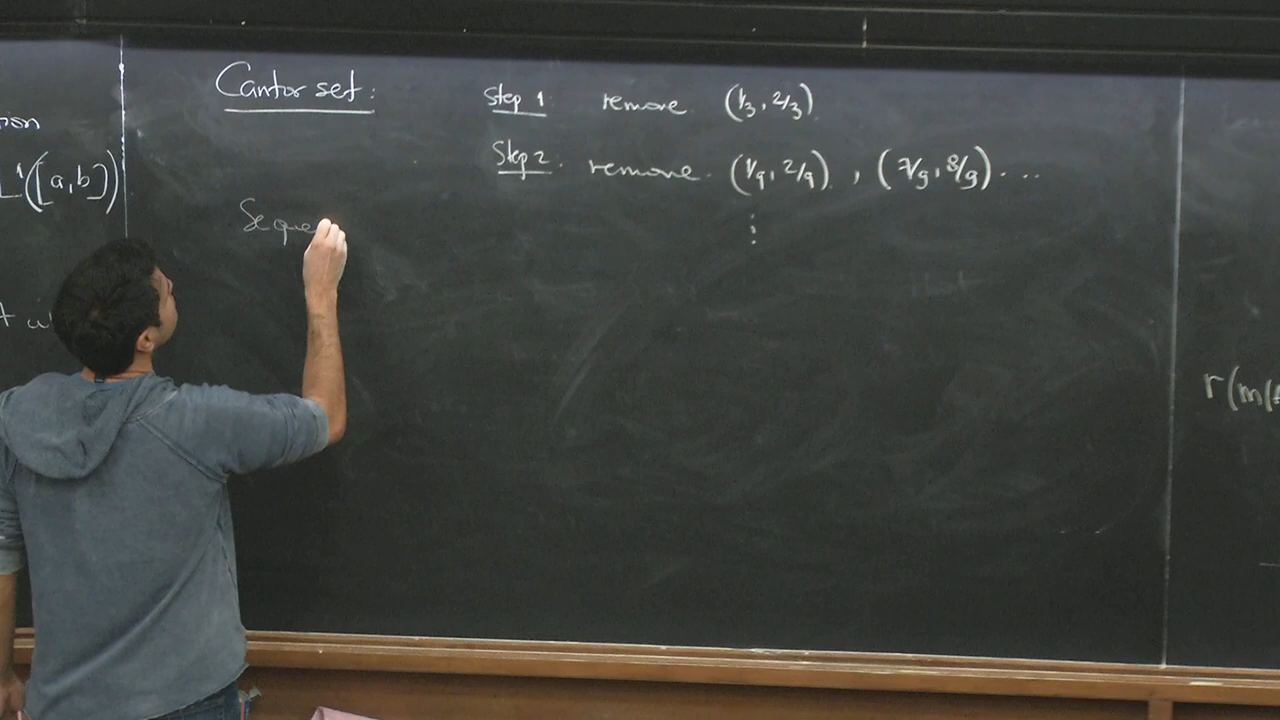 L¹([a,b])
Cantor set:
Step 1 remove (1/3, 2/3)
Step 2. remove. (1/9, 2/9), (7/9, 8/9)....
⋮
Seque
r(m(